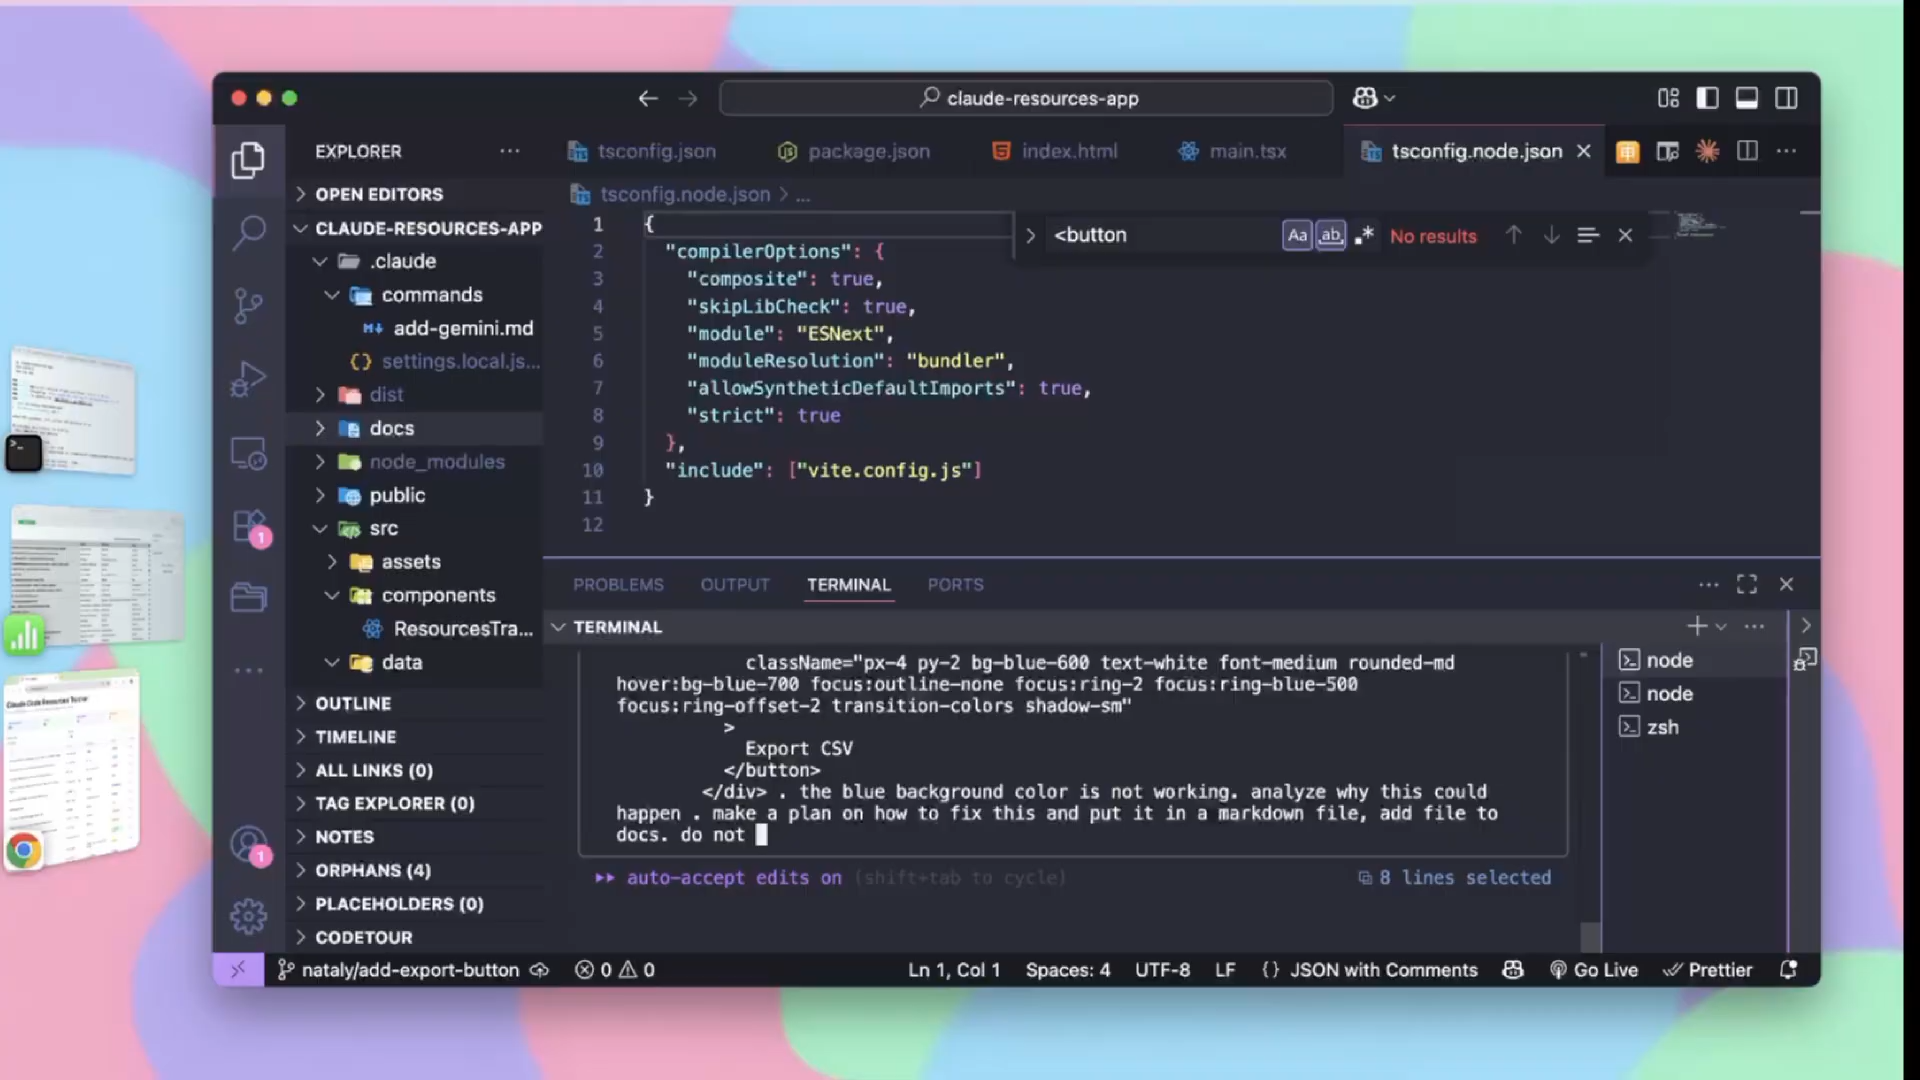 claude-resources-app
EXPLORER
tsconfig.json
package.json
index.html
main.tsx
tsconfig.node.json
OPEN EDITORS
CLAUDE-RESOURCES-APP
.claude
commands
add-gemini.md
settings.local.js...
dist
docs
node_modules
public
src
assets
components
ResourcesTra...
data
OUTLINE
TIMELINE
ALL LINKS (0)
TAG EXPLORER (0)
NOTES
ORPHANS (4)
PLACEHOLDERS (0)
CODETOUR
tsconfig.node.json > ...
<button
Aa
ab
.*
No results
1 {
2 "compilerOptions": {
3 "composite": true,
4 "skipLibCheck": true,
5 "module": "ESNext",
6 "moduleResolution": "bundler",
7 "allowSyntheticDefaultImports": true,
8 "strict": true
9 },
10 "include": ["vite.config.js"]
11 }
12
PROBLEMS OUTPUT TERMINAL PORTS
TERMINAL
className="px-4 py-2 bg-blue-600 text-white font-medium rounded-md
hover:bg-blue-700 focus:outline-none focus:ring-2 focus:ring-blue-500
focus:ring-offset-2 transition-colors shadow-sm"
>
Export CSV
</button>
</div> . the blue background color is not working. analyze why this could
happen . make a plan on how to fix this and put it in a markdown file, add file to
docs. do not
auto-accept edits on (shift+tab to cycle)
8 lines selected
node
node
zsh
1
1
nataly/add-export-button
0 0
Ln 1, Col 1
Spaces: 4
UTF-8
LF
{} JSON with Comments
Go Live
Prettier